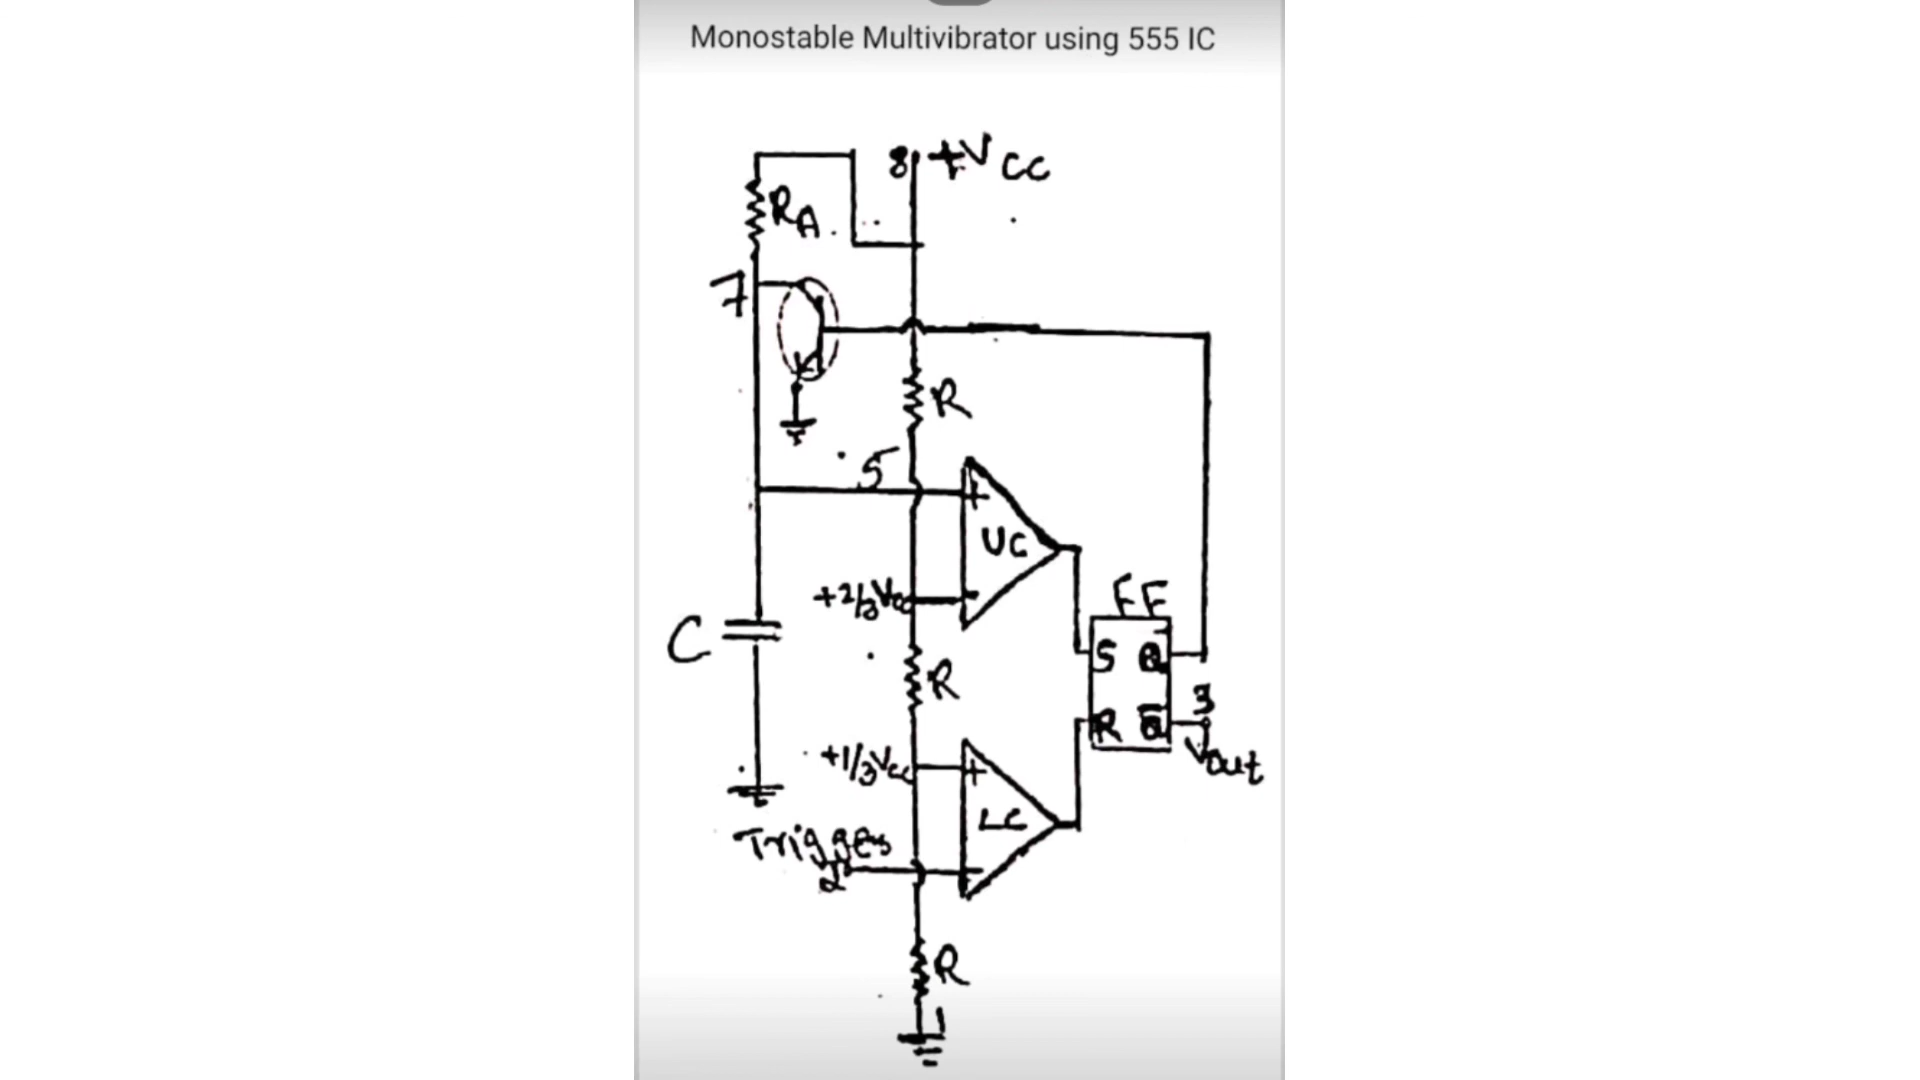 Monostable Multivibrator using 555 IC
8 +VCC
RA
7
R
5
+
UC
+2/3VCC -
FF
C
S Q
R
3
R Q̅
Vout
+1/3VCC +
LC
Trigger
2 -
R
1